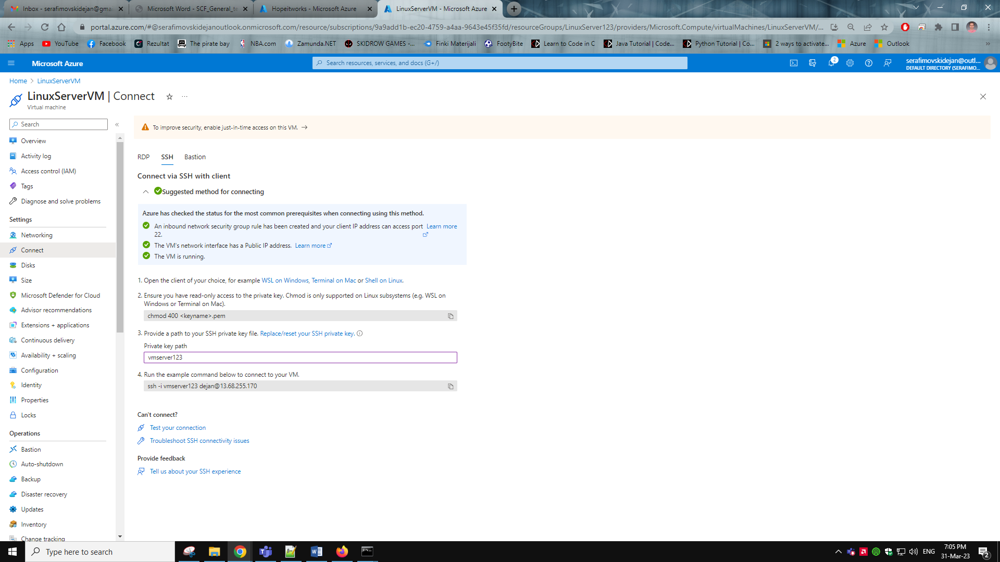 Inbox - serafimovskidejan@gma
Microsoft Word - SCF_General_te
Hopeitworks - Microsoft Azure
LinuxServerVM - Microsoft Azure
portal.azure.com/#@serafimovskidejanoutlook.onmicrosoft.com/resource/subscriptions/9a9add1b-ec20-4759-a4aa-9643e45f35fd/resourceGroups/LinuxServer123/providers/Microsoft.Compute/virtualMachines/LinuxServerVM/...
Apps YouTube Facebook Rezultat The pirate bay NBA.com Zamunda.NET SKIDROW GAMES -... Finki Materijali FootyBite Learn to Code in C Java Tutorial | Code... Python Tutorial | Co... 2 ways to activate... Azure Outlook »
Microsoft Azure
Search resources, services, and docs (G+/)
2
serafimovskidejan@outl...
DEFAULT DIRECTORY (SERAFIMO...
Home > LinuxServerVM
LinuxServerVM | Connect ☆ ...
Virtual machine
Search
«
Overview
Activity log
Access control (IAM)
Tags
Diagnose and solve problems
Settings
Networking
Connect
Disks
Size
Microsoft Defender for Cloud
Advisor recommendations
Extensions + applications
Continuous delivery
Availability + scaling
Configuration
Identity
Properties
Locks
Operations
Bastion
Auto-shutdown
Backup
Disaster recovery
Updates
Inventory
Change tracking
To improve security, enable just-in-time access on this VM. →
RDP SSH Bastion
Connect via SSH with client
Suggested method for connecting
Azure has checked the status for the most common prerequisites when connecting using this method.
An inbound network security group rule has been created and your client IP address can access port Learn more
22.
The VM's network interface has a Public IP address. Learn more
The VM is running.
1. Open the client of your choice, for example WSL on Windows, Terminal on Mac or Shell on Linux.
2. Ensure you have read-only access to the private key. Chmod is only supported on Linux subsystems (e.g. WSL on
Windows or Terminal on Mac).
chmod 400 <keyname>.pem
3. Provide a path to your SSH private key file. Replace/reset your SSH private key.
Private key path
vmserver123
4. Run the example command below to connect to your VM.
ssh -i vmserver123 dejan@13.68.255.170
Can't connect?
Test your connection
Troubleshoot SSH connectivity issues
Provide feedback
Tell us about your SSH experience
Type here to search
ENG
7:05 PM
31-Mar-23
2